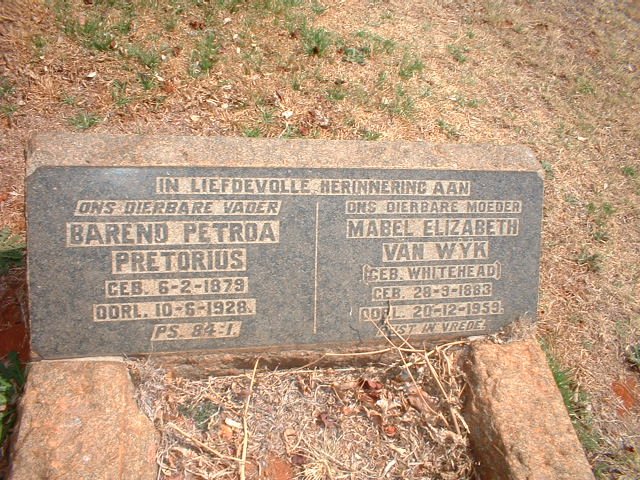 IN LIEFDEVOLLE HERINNERING AAN
ONS DIERBARE VADER
BAREND PETROA
PRETORIUS
GEB. 6-2-1879
OORL. 10-6-1928.
PS. 84-1.
ONS DIERBARE MOEDER
MABEL ELIZABETH
VAN WYK
(GEB. WHITEHEAD)
GEB. 28-9-1883
OORL. 20-12-1959.
RUST IN VREDE.